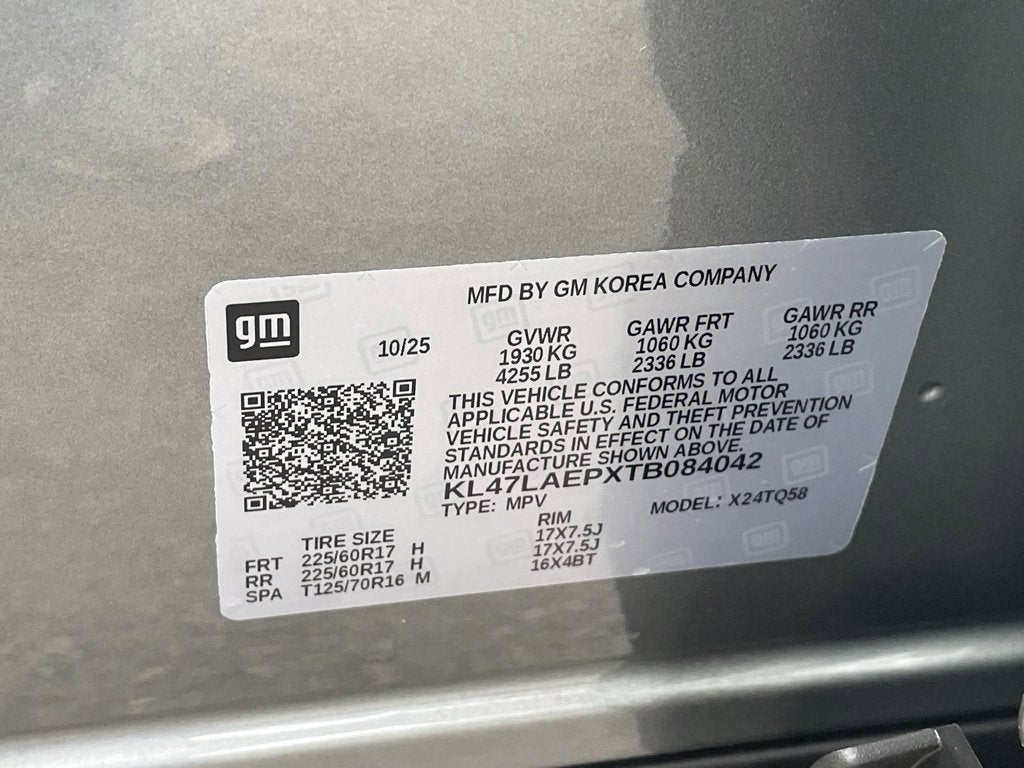 MFD BY GM KOREA COMPANY
gm
10/25
GVWR GAWR FRT GAWR RR
1930 KG 1060 KG 1060 KG
4255 LB 2336 LB 2336 LB
THIS VEHICLE CONFORMS TO ALL
APPLICABLE U.S. FEDERAL MOTOR
VEHICLE SAFETY AND THEFT PREVENTION
STANDARDS IN EFFECT ON THE DATE OF
MANUFACTURE SHOWN ABOVE.
KL47LAEPXTB084042
TYPE: MPV MODEL: X24TQ58
TIRE SIZE RIM
FRT 225/60R17 H 17X7.5J
RR 225/60R17 H 17X7.5J
SPA T125/70R16 M 16X4BT